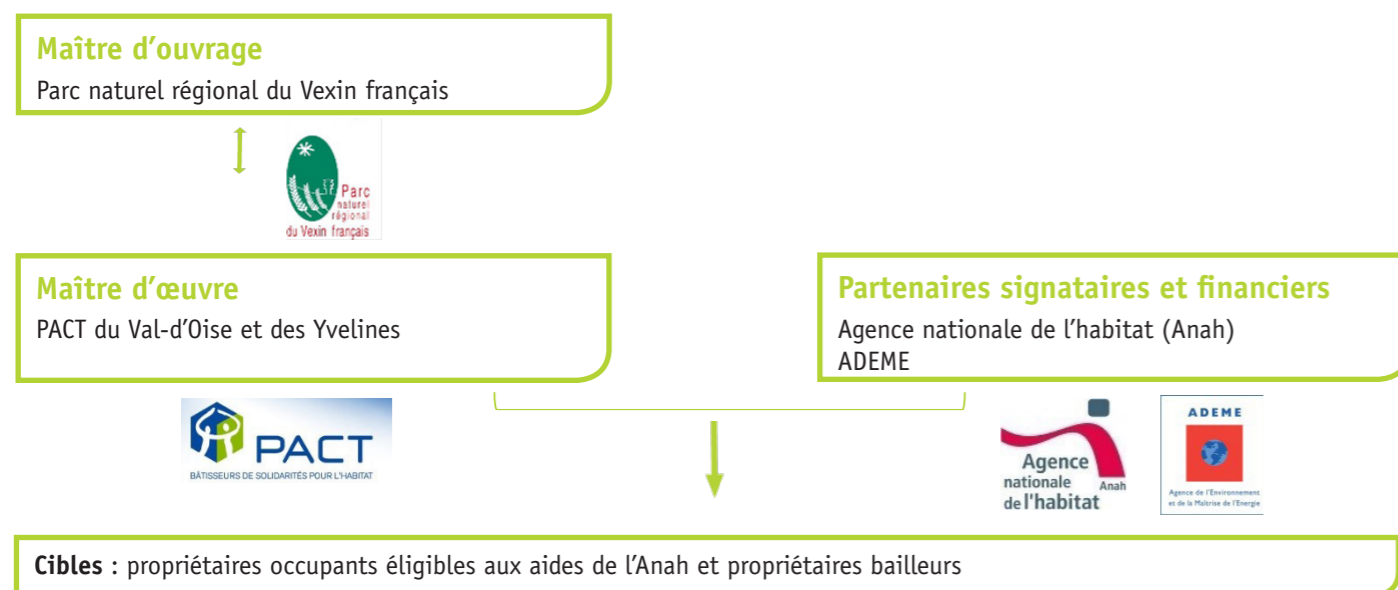 Maître d'ouvrage
Parc naturel régional du Vexin français
Parc
naturel
régional
du Vexin français
Maître d'œuvre
PACT du Val-d'Oise et des Yvelines
Partenaires signataires et financiers
Agence nationale de l'habitat (Anah)
ADEME
PACT
BÂTISSEURS DE SOLIDARITÉS POUR L'HABITAT
Agence
nationale
de l'habitat
Anah
ADEME
Agence de l'Environnement
et de la Maîtrise de l'Energie
Cibles : propriétaires occupants éligibles aux aides de l'Anah et propriétaires bailleurs